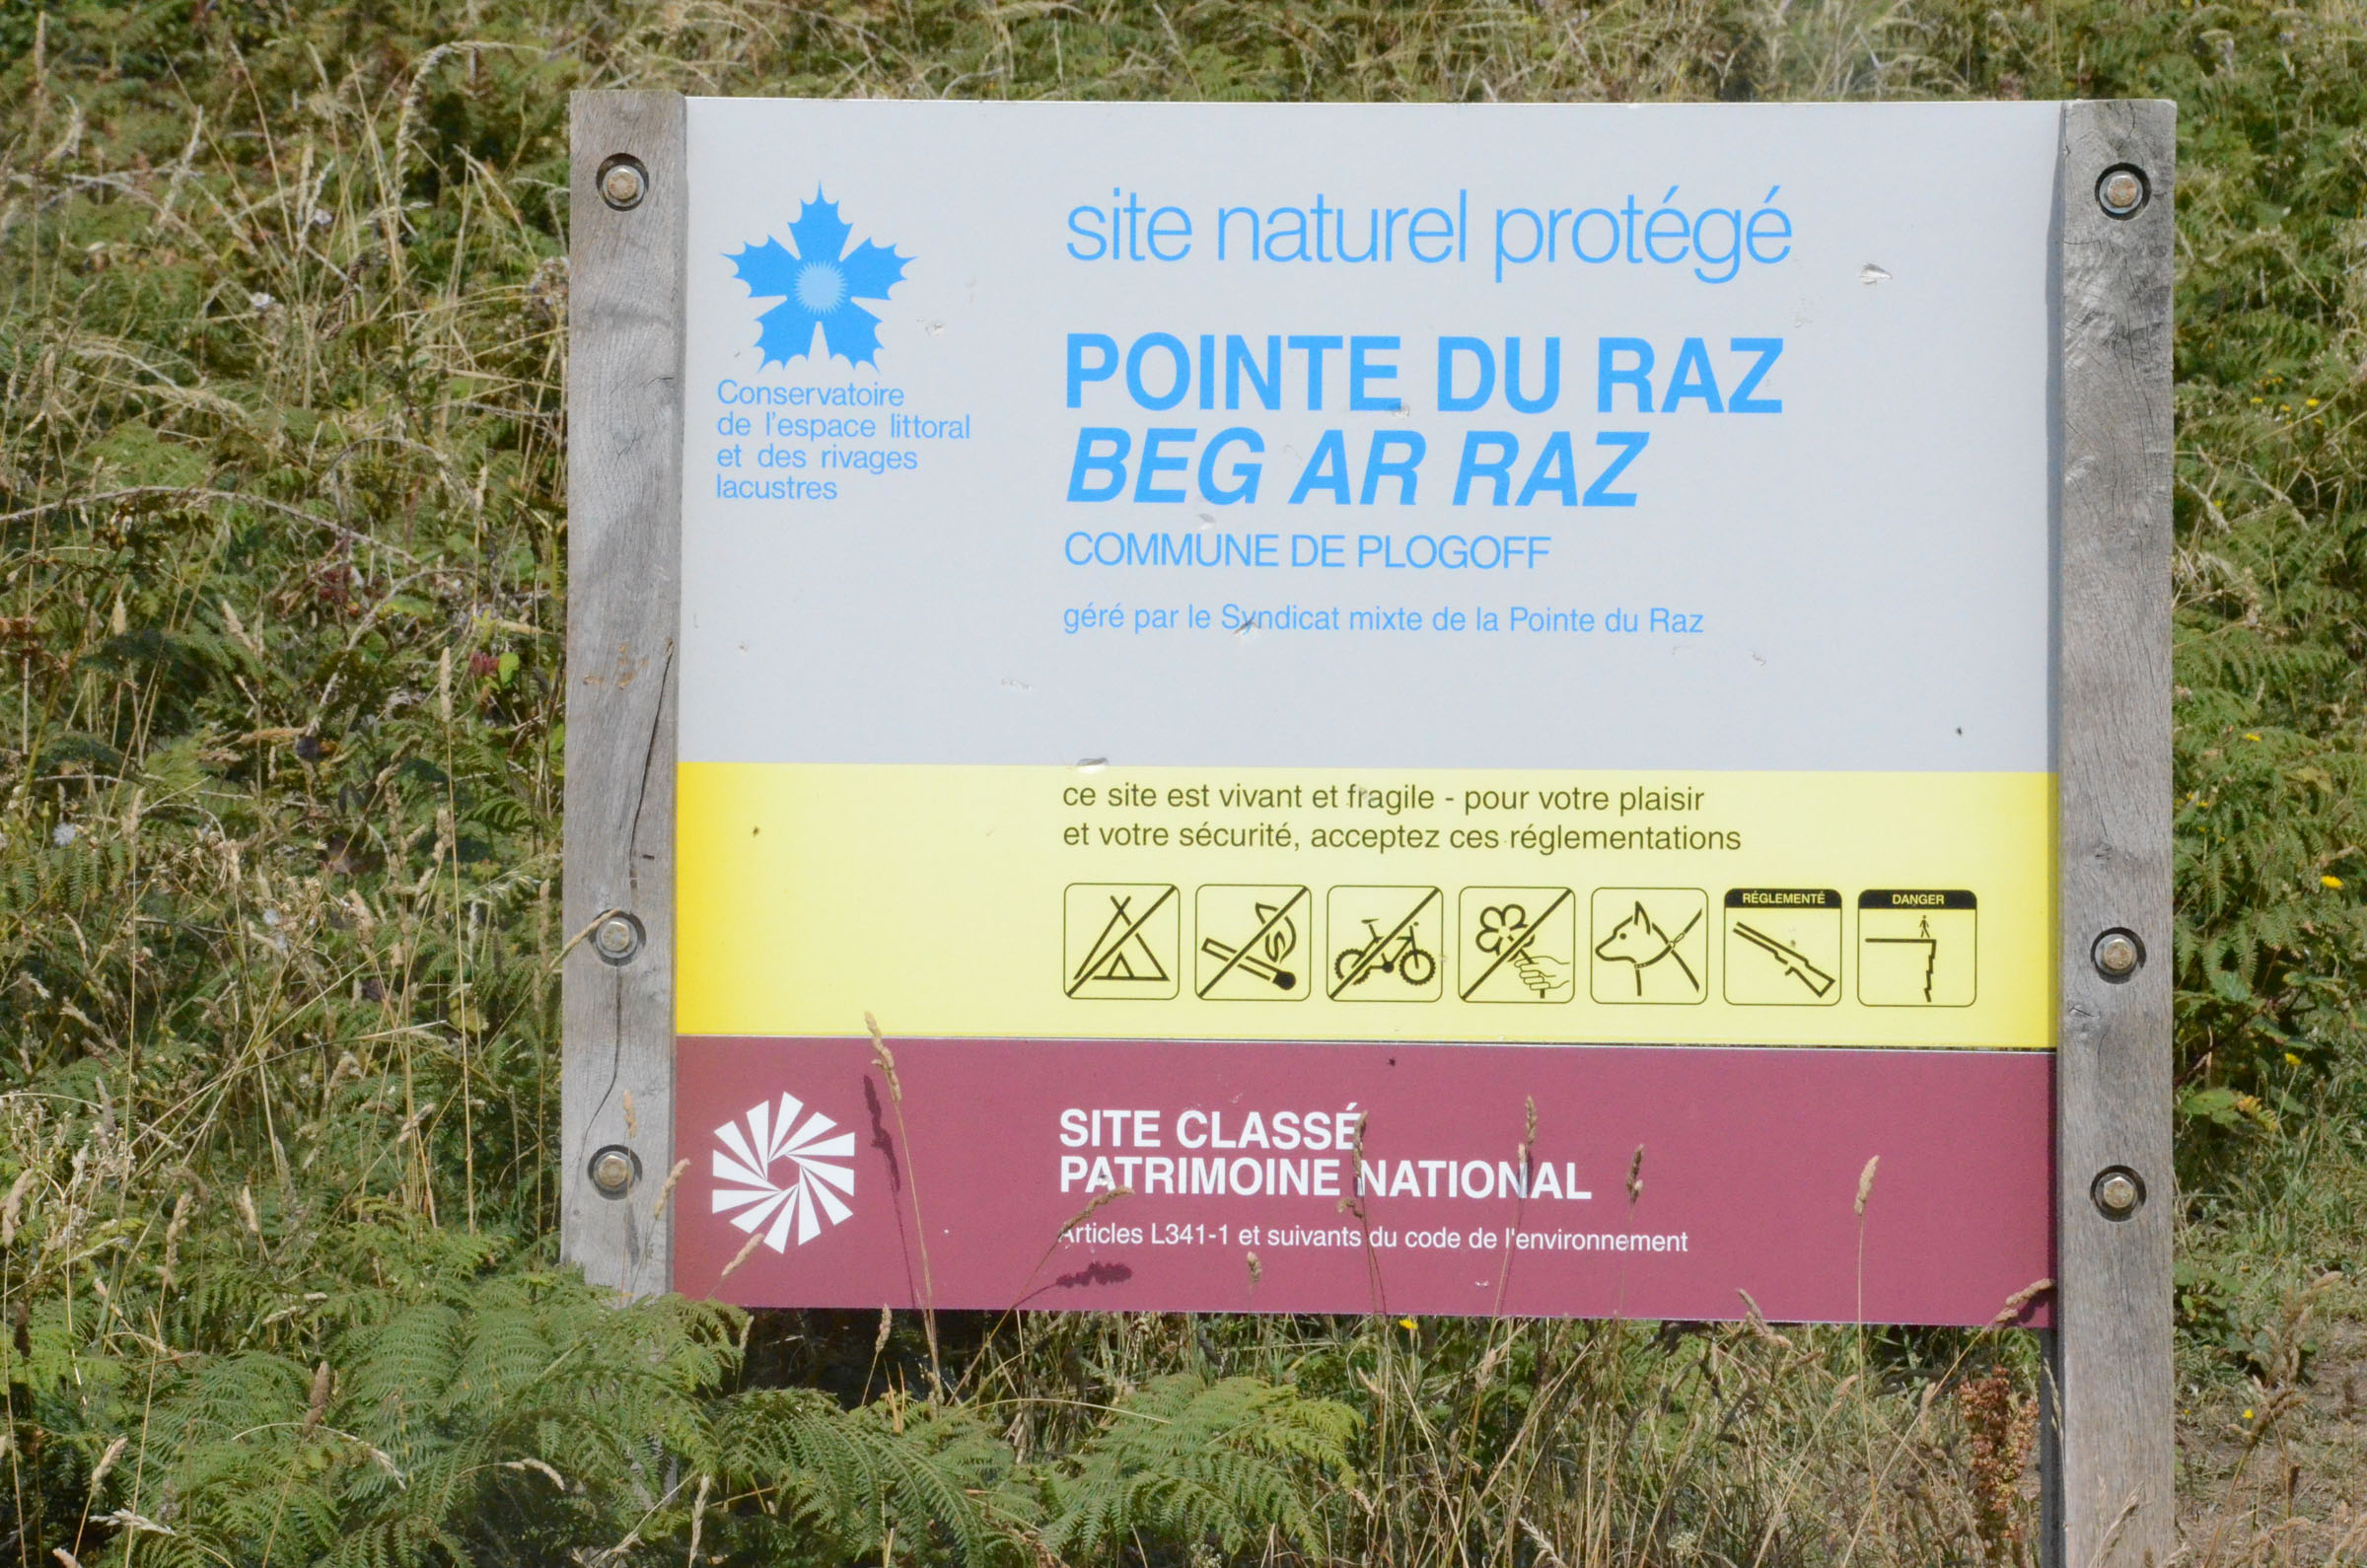 site naturel protégé
POINTE DU RAZ
BEG AR RAZ
COMMUNE DE PLOGOFF
géré par le Syndicat mixte de la Pointe du Raz
Conservatoire
de l'espace littoral
et des rivages
lacustres
ce site est vivant et fragile - pour votre plaisir
et votre sécurité, acceptez ces réglementations
RÉGLEMENTÉ
DANGER
SITE CLASSÉ
PATRIMOINE NATIONAL
Articles L341-1 et suivants du code de l'environnement